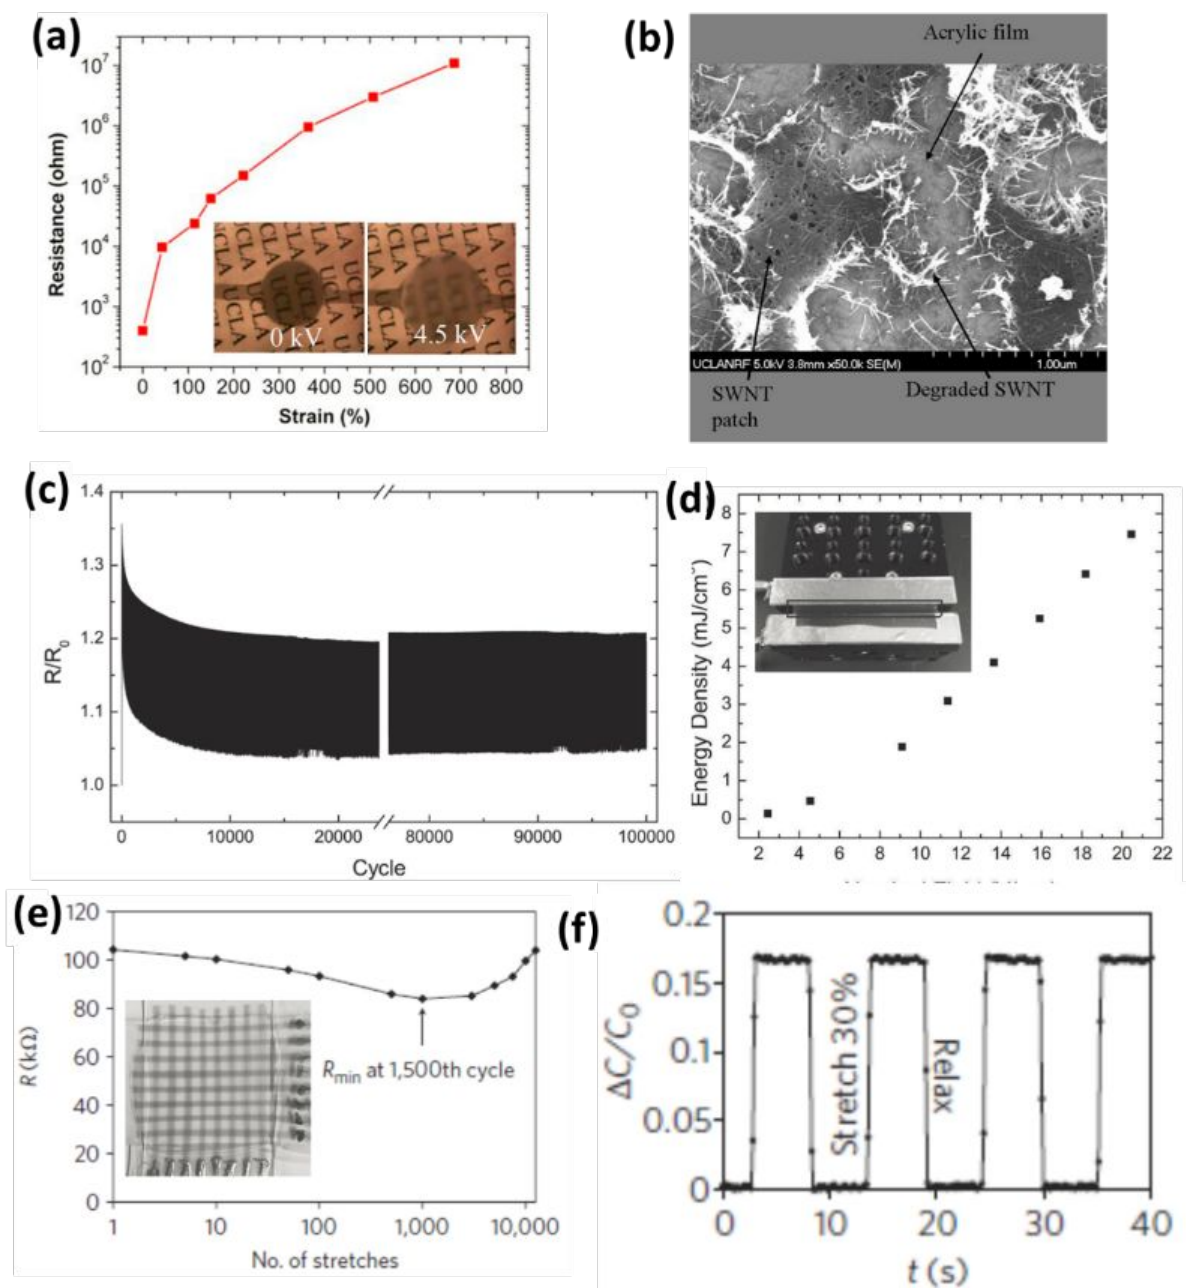 (a)
10⁷
10⁶
10⁵
10⁴
10³
10²
Resistance (ohm)
UCLA
0 kV
4.5 kV
0 100 200 300 400 500 600 700 800
Strain (%)
(b)
Acrylic film
UCLANRF 5.0kV 3.8mm x50.0k SE(M)
1.00um
SWNT
patch
Degraded SWNT
(c)
1.4
1.3
1.2
1.1
1.0
R/R₀
0 10000 20000 80000 90000 100000
Cycle
(d)
8
7
6
5
4
3
2
1
0
Energy Density (mJ/cm
2 4 6 8 10 12 14 16 18 20 22
(e)
120
100
80
60
40
20
0
R (kΩ)
Rmin at 1,500th cycle
1 10 100 1,000 10,000
No. of stretches
(f)
0.2
0.15
0.1
0.05
0
ΔC/C₀
Stretch 30%
Relax
0 10 20 30 40
t (s)